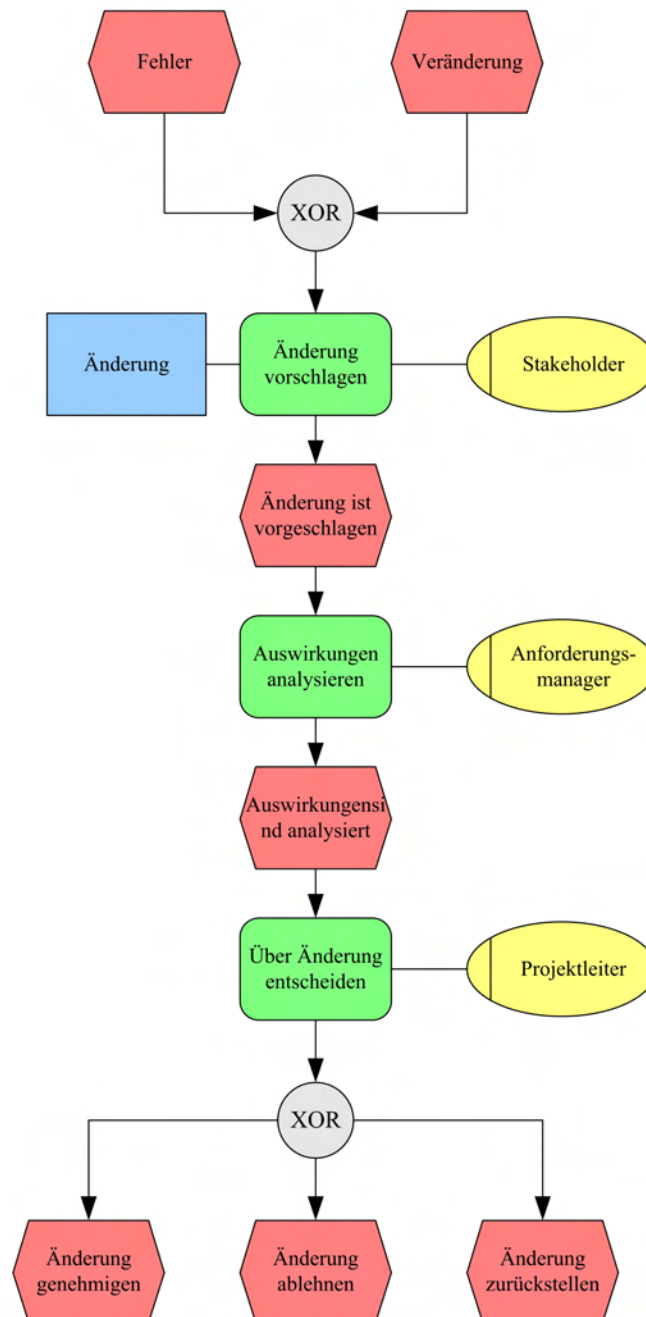 Fehler
Veränderung
XOR
Änderung
Änderung
vorschlagen
Stakeholder
Änderung ist
vorgeschlagen
Auswirkungen
analysieren
Anforderungs-
manager
Auswirkungensi
nd analysiert
Über Änderung
entscheiden
Projektleiter
XOR
Änderung
genehmigen
Änderung
ablehnen
Änderung
zurückstellen